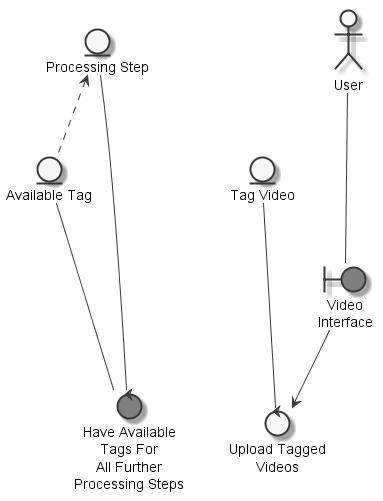 Processing Step
User
Available Tag
Tag Video
Video
Interface
Have Available
Tags For
All Further
Processing Steps
Upload Tagged
Videos